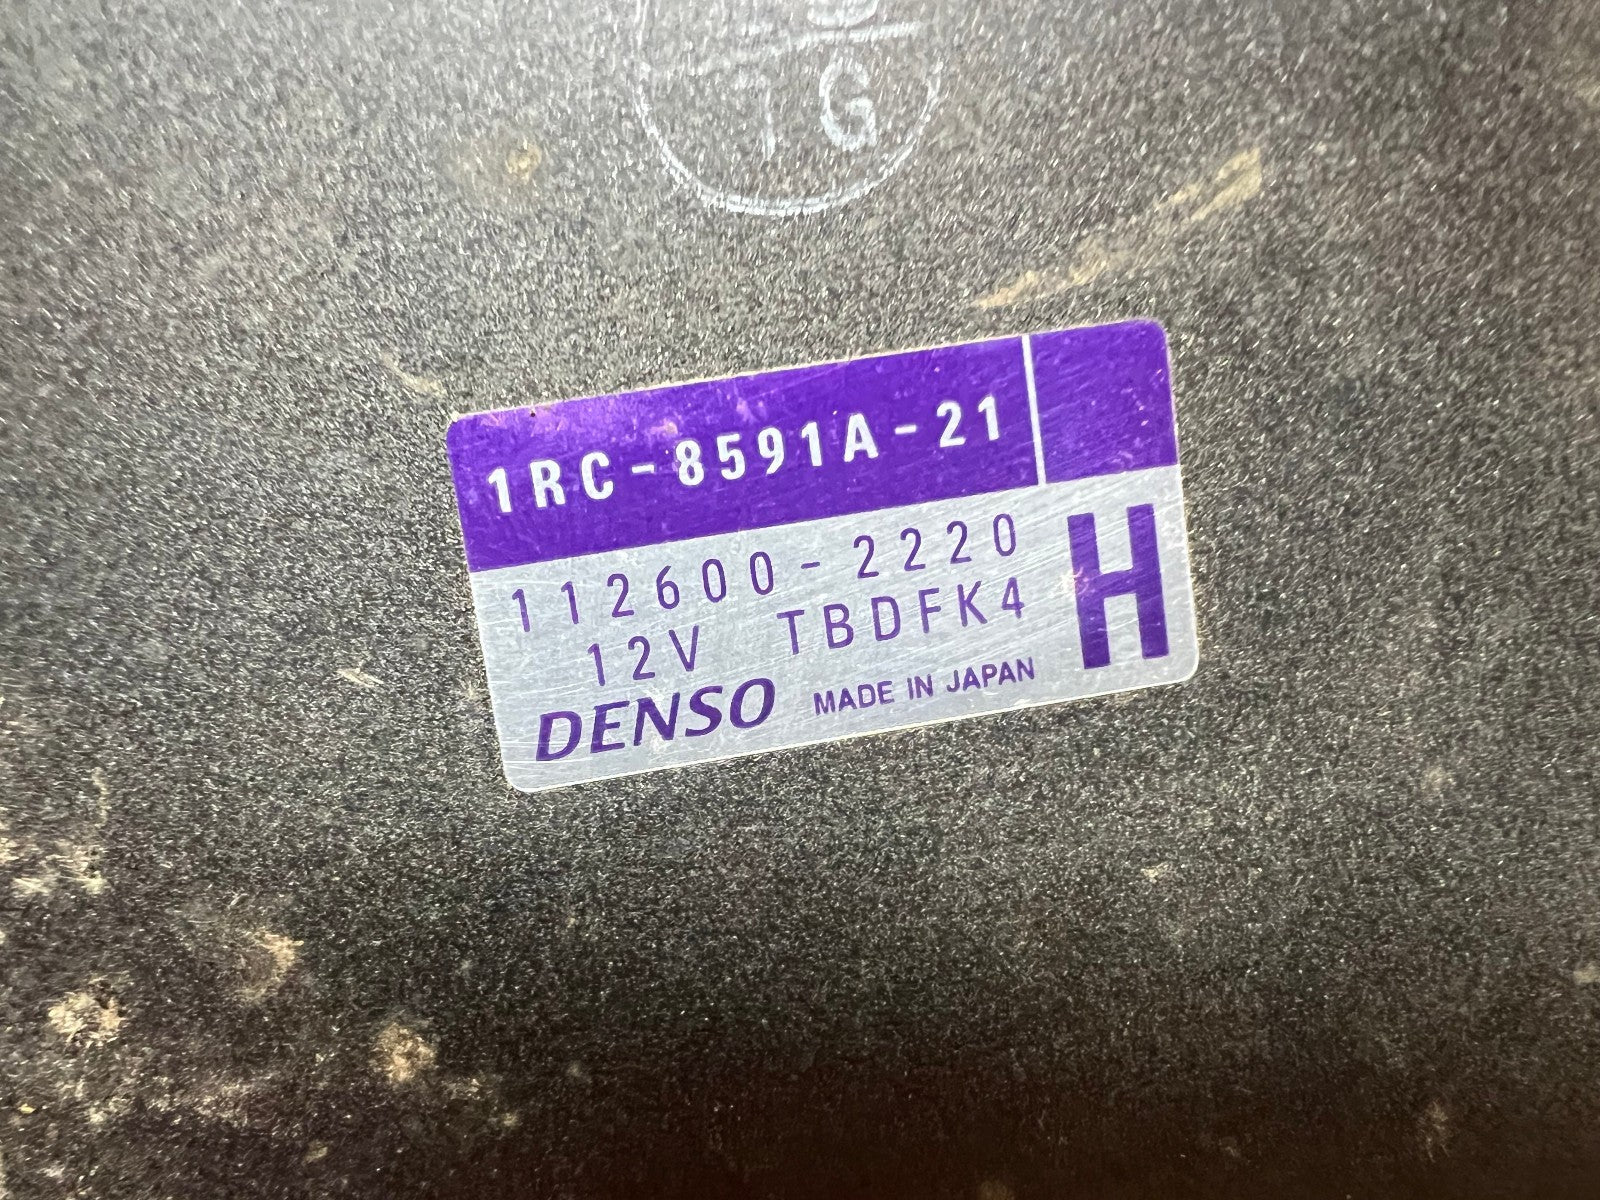 1RC-8591A-21
112600-2220
12V TBDFK4
H
DENSO MADE IN JAPAN